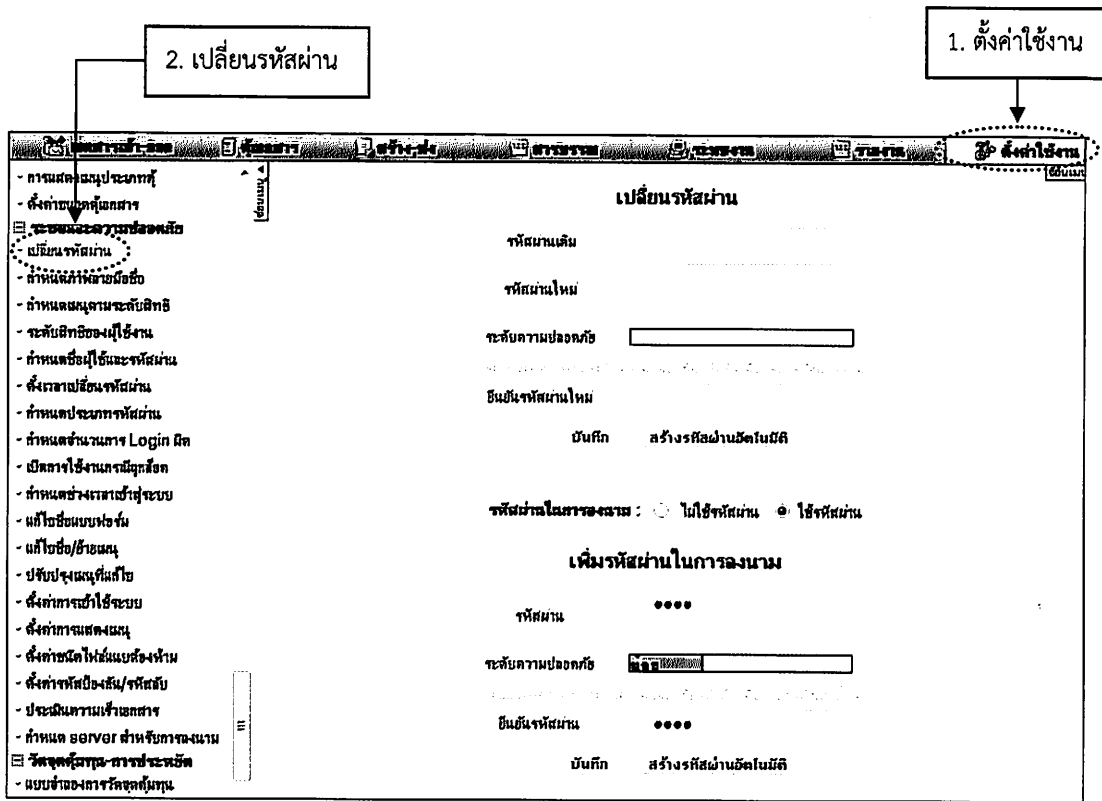 1. ตั้งค่าใช้งาน
2. เปลี่ยนรหัสผ่าน
ตู้เอกสาร
สร้าง,ส่ง
สารบรรณ
รายงาน
ตั้งค่าใช้งาน
- การแสดงเมนูประเภทตู้
- ตั้งค่าขนาดตู้เอกสาร
ระบบและความปลอดภัย
- เปลี่ยนรหัสผ่าน
- กำหนดภาพลายมือชื่อ
- กำหนดเมนูตามระดับสิทธิ
- ระดับสิทธิของผู้ใช้งาน
- กำหนดชื่อผู้ใช้และรหัสผ่าน
- ตั้งเวลาเปลี่ยนรหัสผ่าน
- กำหนดประเภทรหัสผ่าน
- กำหนดจำนวนการ Login ผิด
- เปิดการใช้งานกรณีถูกล็อค
- กำหนดช่วงเวลาเข้าสู่ระบบ
- แก้ไขชื่อแบบฟอร์ม
- แก้ไขชื่อ/ย้ายเมนู
- ปรับปรุงเมนูที่แก้ไข
- ตั้งค่าการเข้าใช้ระบบ
- ตั้งค่าการแสดงเมนู
- ตั้งค่าชนิดไฟล์แนบต้องห้าม
- ตั้งค่ารหัสป้องกัน/รหัสลับ
- ประเมินความเร็วเอกสาร
- กำหนด server สำหรับการลงนาม
วัดจุดคุ้มทุน-การประหยัด
- แบบจำลองการวัดจุดคุ้มทุน
เปลี่ยนรหัสผ่าน
รหัสผ่านเดิม
รหัสผ่านใหม่
ระดับความปลอดภัย
ยืนยันรหัสผ่านใหม่
บันทึก สร้างรหัสผ่านอัตโนมัติ
รหัสผ่านในการลงนาม : ไม่ใช้รหัสผ่าน ใช้รหัสผ่าน
เพิ่มรหัสผ่านในการลงนาม
รหัสผ่าน ••••
ระดับความปลอดภัย น้อย
ยืนยันรหัสผ่าน ••••
บันทึก สร้างรหัสผ่านอัตโนมัติ